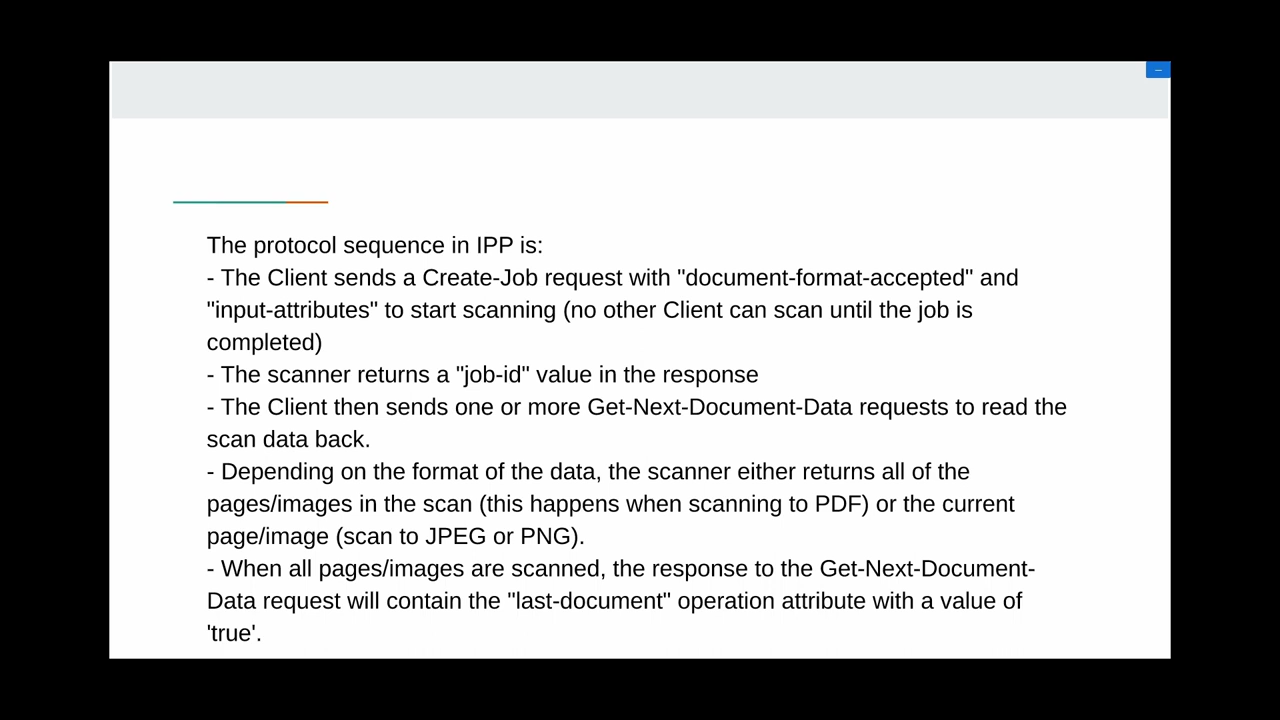 The protocol sequence in IPP is:
- The Client sends a Create-Job request with "document-format-accepted" and
"input-attributes" to start scanning (no other Client can scan until the job is
completed)
- The scanner returns a "job-id" value in the response
- The Client then sends one or more Get-Next-Document-Data requests to read the
scan data back.
- Depending on the format of the data, the scanner either returns all of the
pages/images in the scan (this happens when scanning to PDF) or the current
page/image (scan to JPEG or PNG).
- When all pages/images are scanned, the response to the Get-Next-Document-
Data request will contain the "last-document" operation attribute with a value of
'true'.